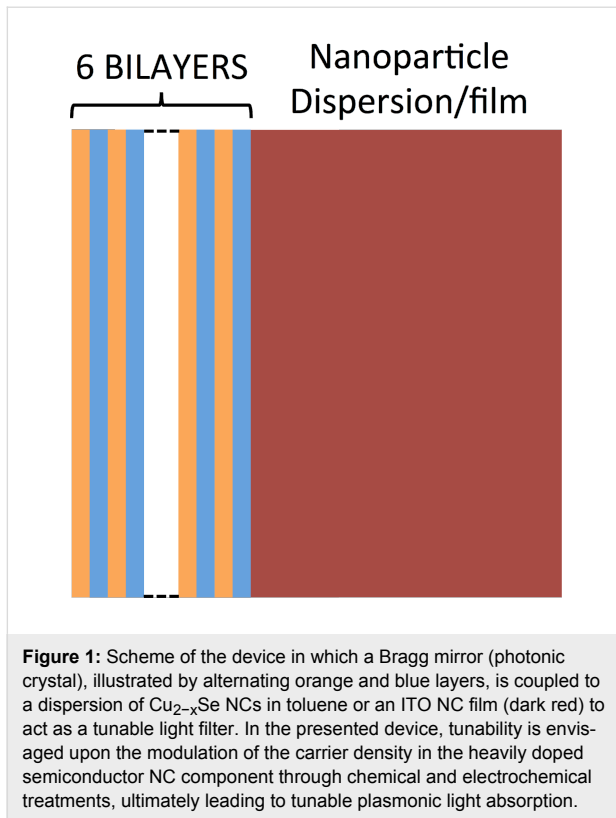 6 BILAYERS
Nanoparticle
Dispersion/film
Figure 1: Scheme of the device in which a Bragg mirror (photonic
crystal), illustrated by alternating orange and blue layers, is coupled to
a dispersion of Cu₂₋ₓSe NCs in toluene or an ITO NC film (dark red) to
act as a tunable light filter. In the presented device, tunability is envis-
aged upon the modulation of the carrier density in the heavily doped
semiconductor NC component through chemical and electrochemical
treatments, ultimately leading to tunable plasmonic light absorption.